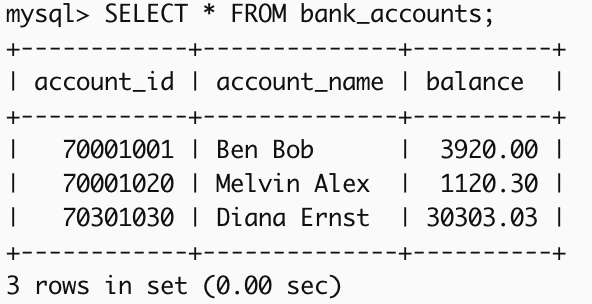 mysql> SELECT * FROM bank_accounts;
+------------+--------------+----------+
| account_id | account_name | balance  |
+------------+--------------+----------+
|   70001001 | Ben Bob      |  3920.00 |
|   70001020 | Melvin Alex  |  1120.30 |
|   70301030 | Diana Ernst  | 30303.03 |
+------------+--------------+----------+
3 rows in set (0.00 sec)